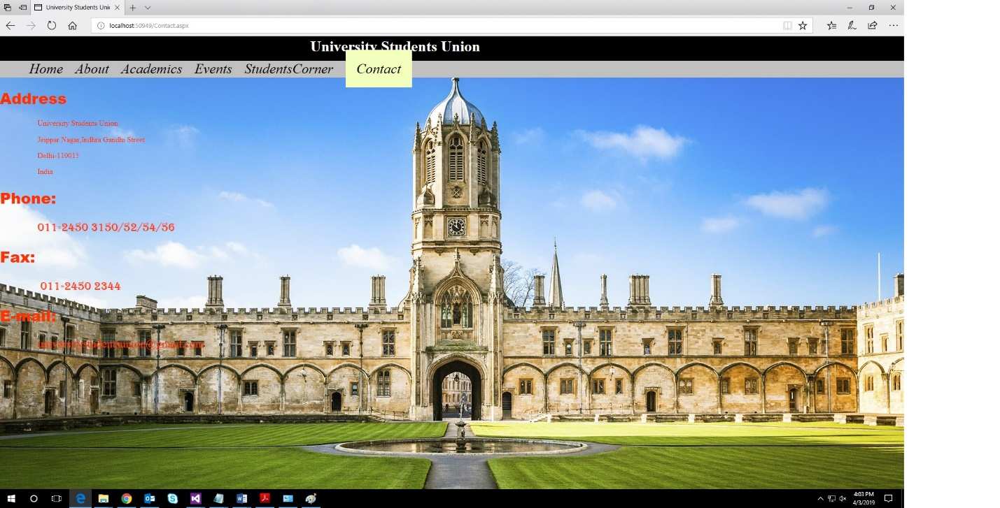 University Students Uni
localhost:50949/Contact.aspx
University Students Union
Home About Academics Events StudentsCorner Contact
Address
University Students Union
Jeippar Nagar,Indhra Gandhi Street
Delhi-110015
India
Phone:
011-2450 3150/52/54/56
Fax:
011-2450 2344
E-mail:
universitystudentsunion@gmail.com
4:03 PM
4/3/2019